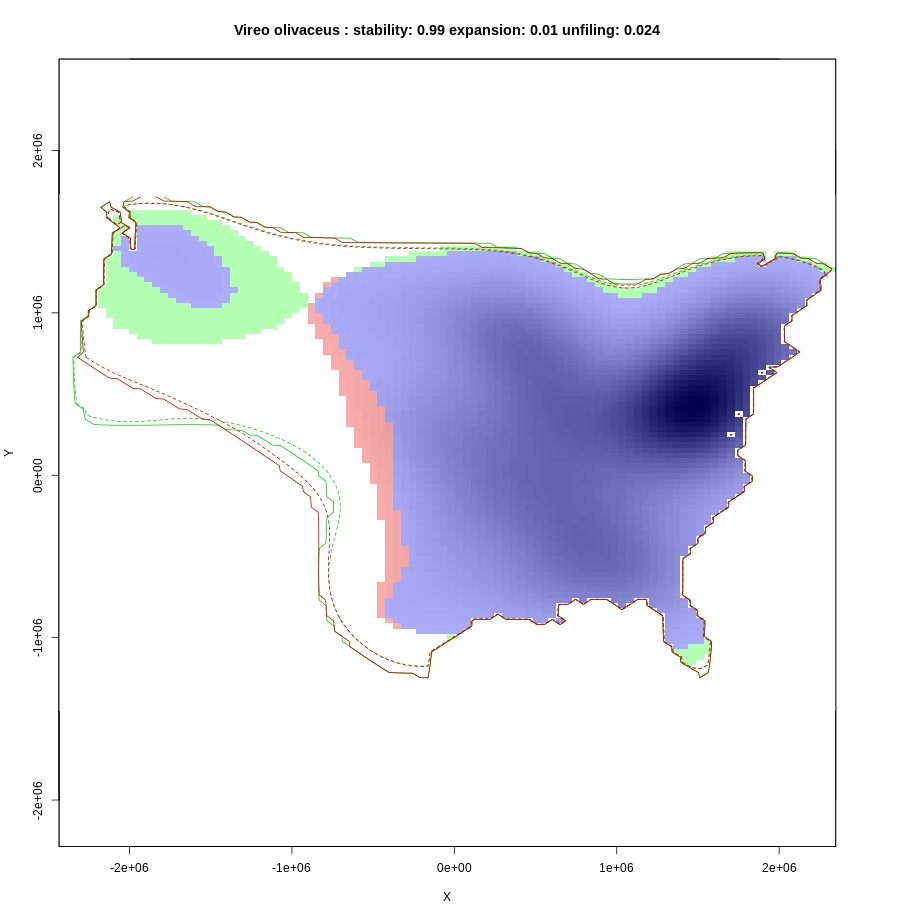 Vireo olivaceus : stability: 0.99 expansion: 0.01 unfiling: 0.024
2e+06
1e+06
0e+00
-1e+06
-2e+06
Y
-2e+06 -1e+06 0e+00 1e+06 2e+06
X